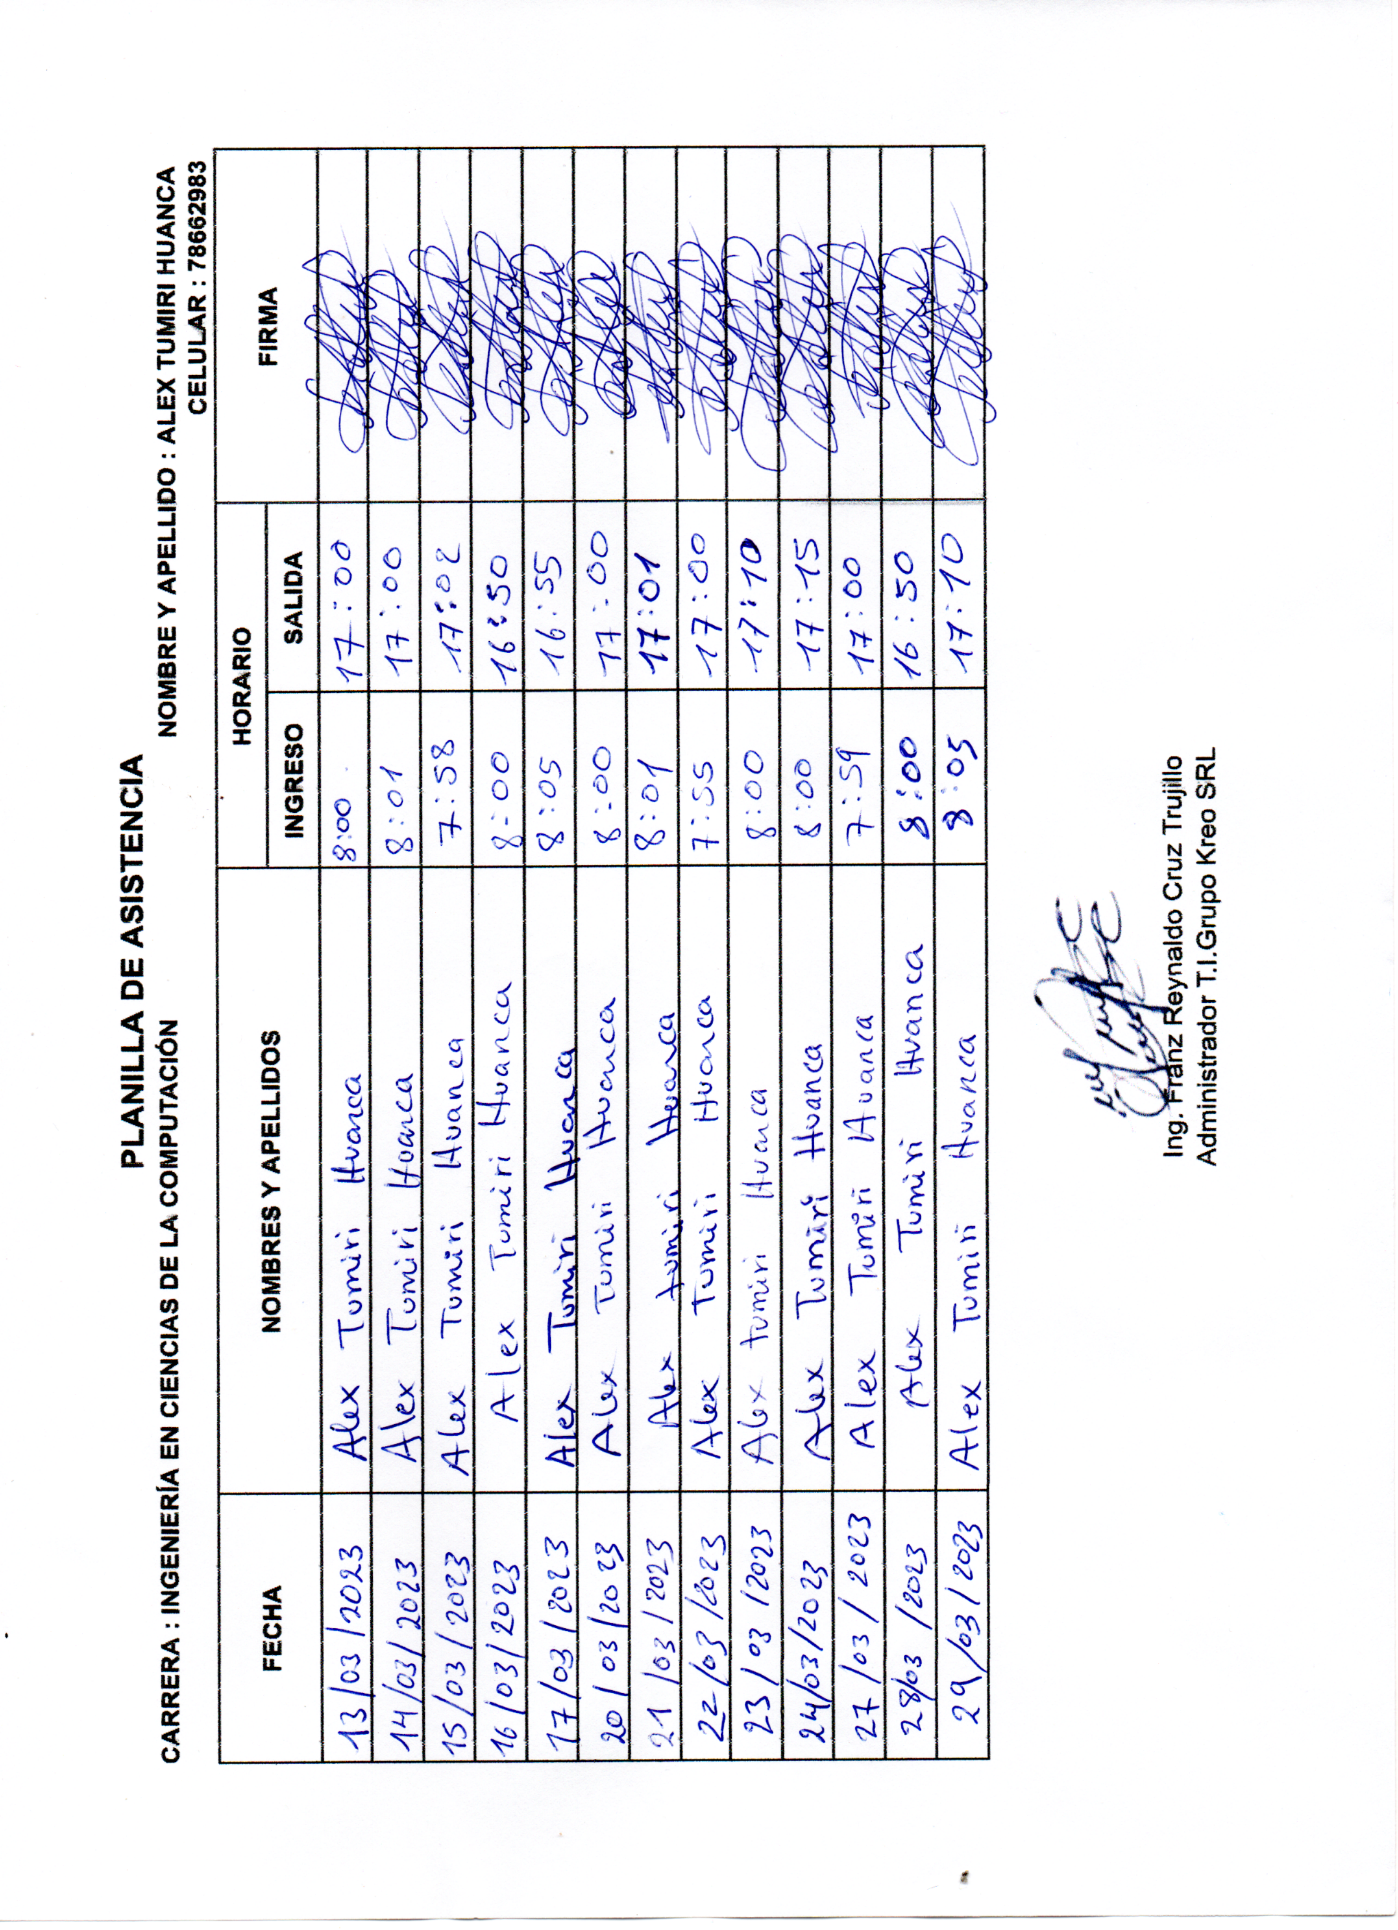 PLANILLA DE ASISTENCIA
CARRERA : INGENIERÍA EN CIENCIAS DE LA COMPUTACIÓN NOMBRE Y APELLIDO : ALEX TUMIRI HUANCA
CELULAR : 78662983
FECHA NOMBRES Y APELLIDOS HORARIO FIRMA
INGRESO SALIDA
13/03/2023 Alex Tumiri Huanca 8:00 17:00
14/03/2023 Alex Tumiri Huanca 8:01 17:00
15/03/2023 Alex Tumiri Huanca 7:58 17:02
16/03/2023 Alex Tumiri Huanca 8:00 16:50
17/03/2023 Alex Tumiri Huanca 8:05 16:55
20/03/2023 Alex Tumiri Huanca 8:00 17:00
21/03/2023 Alex tumiri Huanca 8:01 17:01
22/03/2023 Alex Tumiri Huanca 7:55 17:00
23/03/2023 Alex tumiri Huanca 8:00 17:10
24/03/2023 Alex Tumiri Huanca 8:00 17:15
27/03/2023 Alex Tumiri Huanca 7:59 17:00
28/03/2023 Alex Tumiri Huanca 8:00 16:50
29/03/2023 Alex Tumiri Huanca 8:05 17:10
Ing. Franz Reynaldo Cruz Trujillo
Administrador T.I.Grupo Kreo SRL